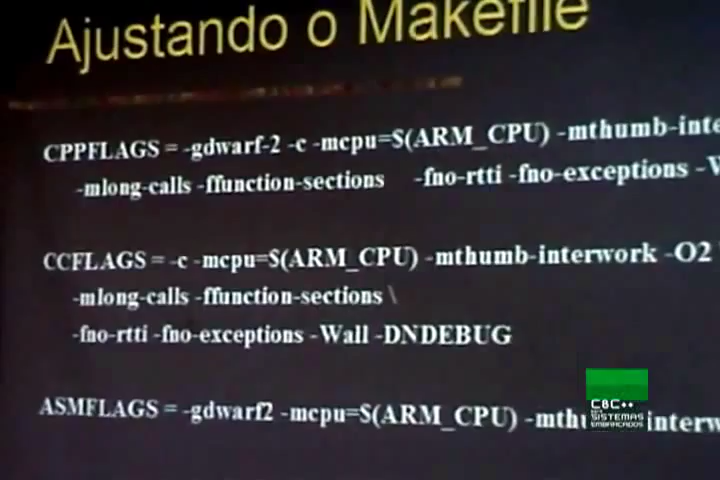 Ajustando o Makefile
CPPFLAGS = -gdwarf-2 -c -mcpu=$(ARM_CPU) -mthumb-inte
-mlong-calls -ffunction-sections -fno-rtti -fno-exceptions -W
CCFLAGS = -c -mcpu=$(ARM_CPU) -mthumb-interwork -O2
-mlong-calls -ffunction-sections \
-fno-rtti -fno-exceptions -Wall -DNDEBUG
ASMFLAGS = -gdwarf2 -mcpu=$(ARM_CPU) -mthu interw
C&C++
SISTEMAS
EMBARCADOS